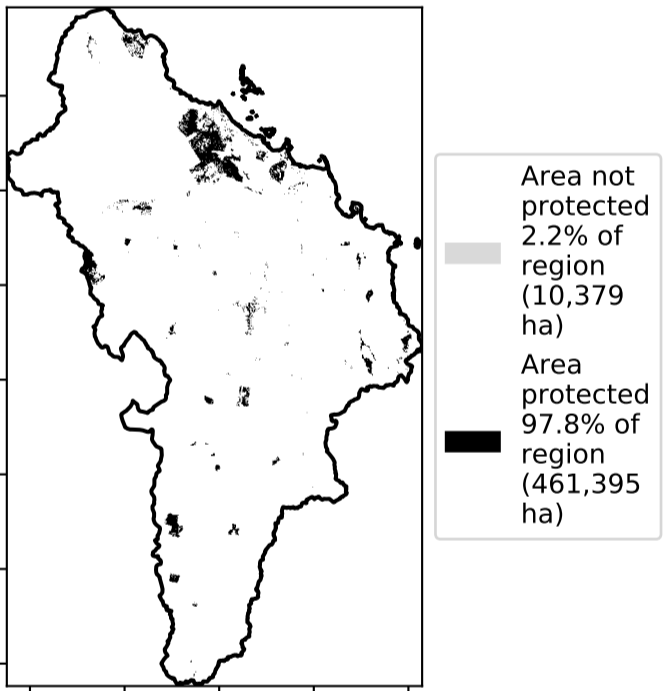 Area not
protected
2.2% of
region
(10,379
ha)
Area
protected
97.8% of
region
(461,395
ha)